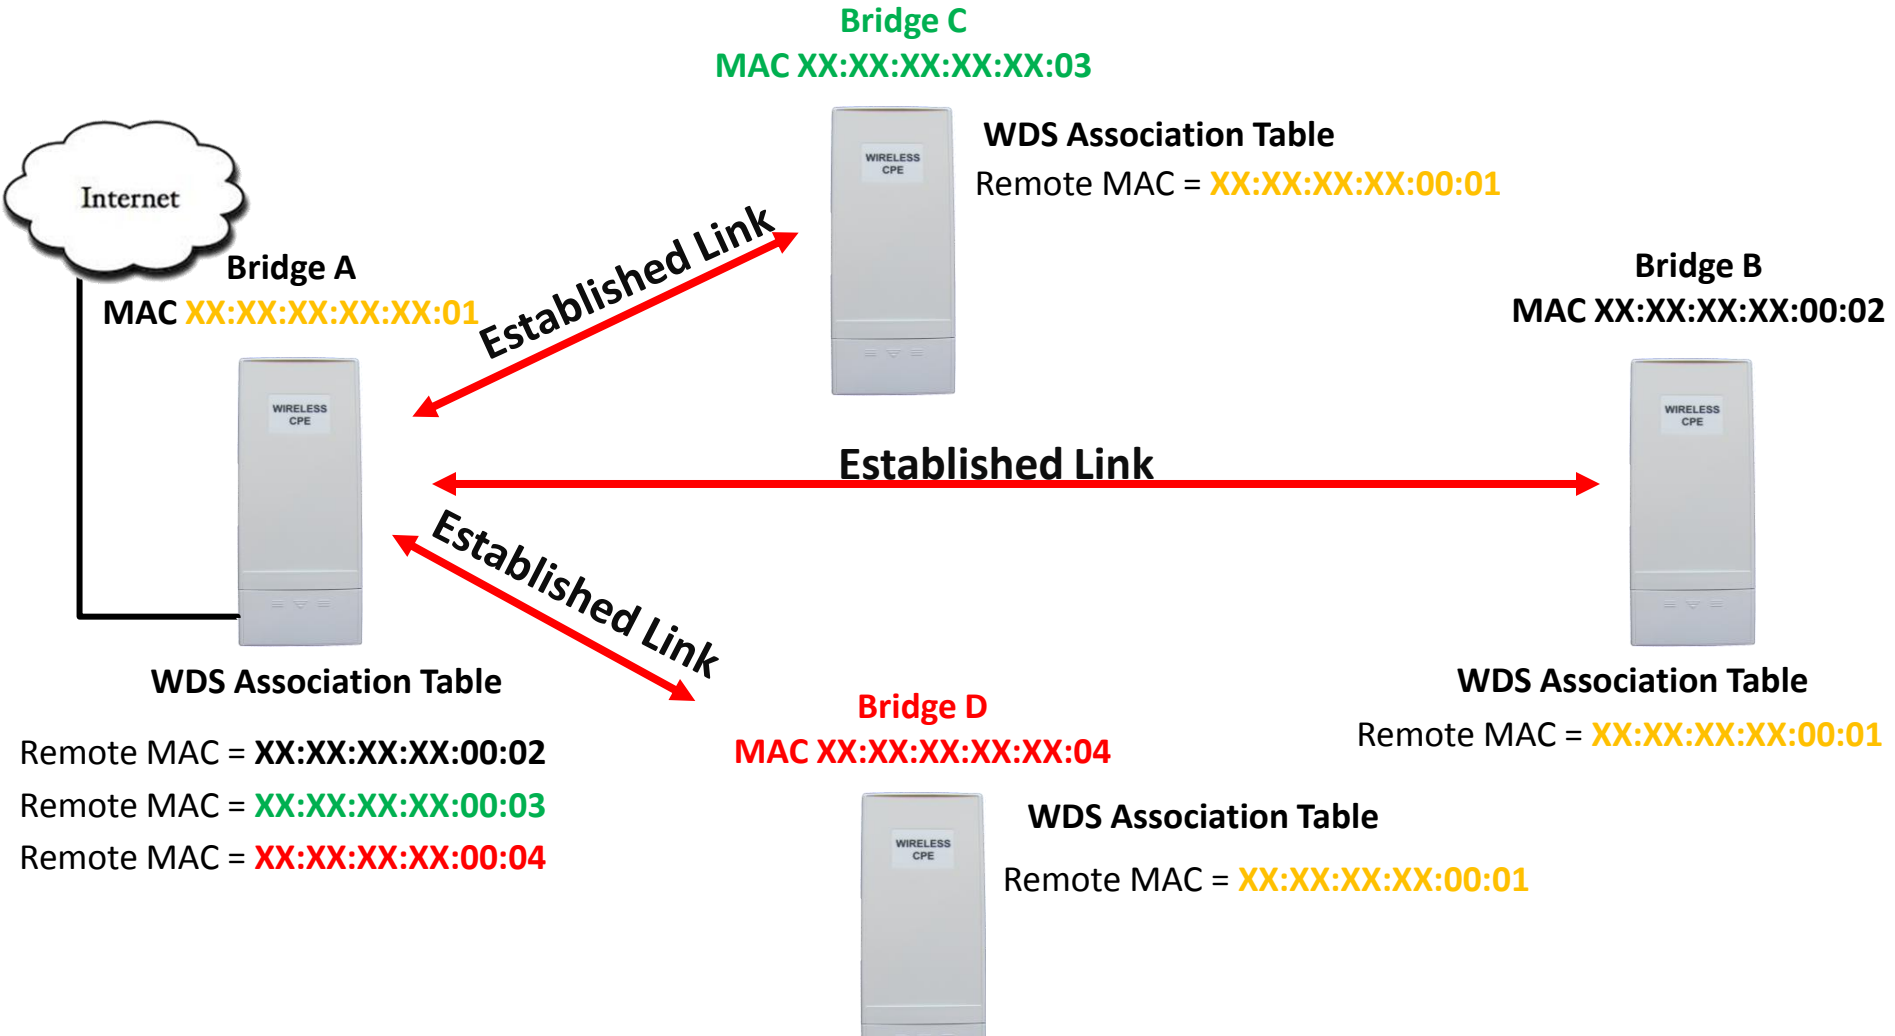 Bridge C
MAC XX:XX:XX:XX:XX:03
WIRELESS
CPE
WDS Association Table
Remote MAC = XX:XX:XX:XX:00:01
Internet
Bridge A
MAC XX:XX:XX:XX:XX:01
WIRELESS
CPE
Established Link
Bridge B
MAC XX:XX:XX:XX:00:02
WIRELESS
CPE
Established Link
Established Link
WDS Association Table
Remote MAC = XX:XX:XX:XX:00:02
Remote MAC = XX:XX:XX:XX:00:03
Remote MAC = XX:XX:XX:XX:00:04
Bridge D
MAC XX:XX:XX:XX:XX:04
WIRELESS
CPE
WDS Association Table
Remote MAC = XX:XX:XX:XX:00:01
WDS Association Table
Remote MAC = XX:XX:XX:XX:00:01